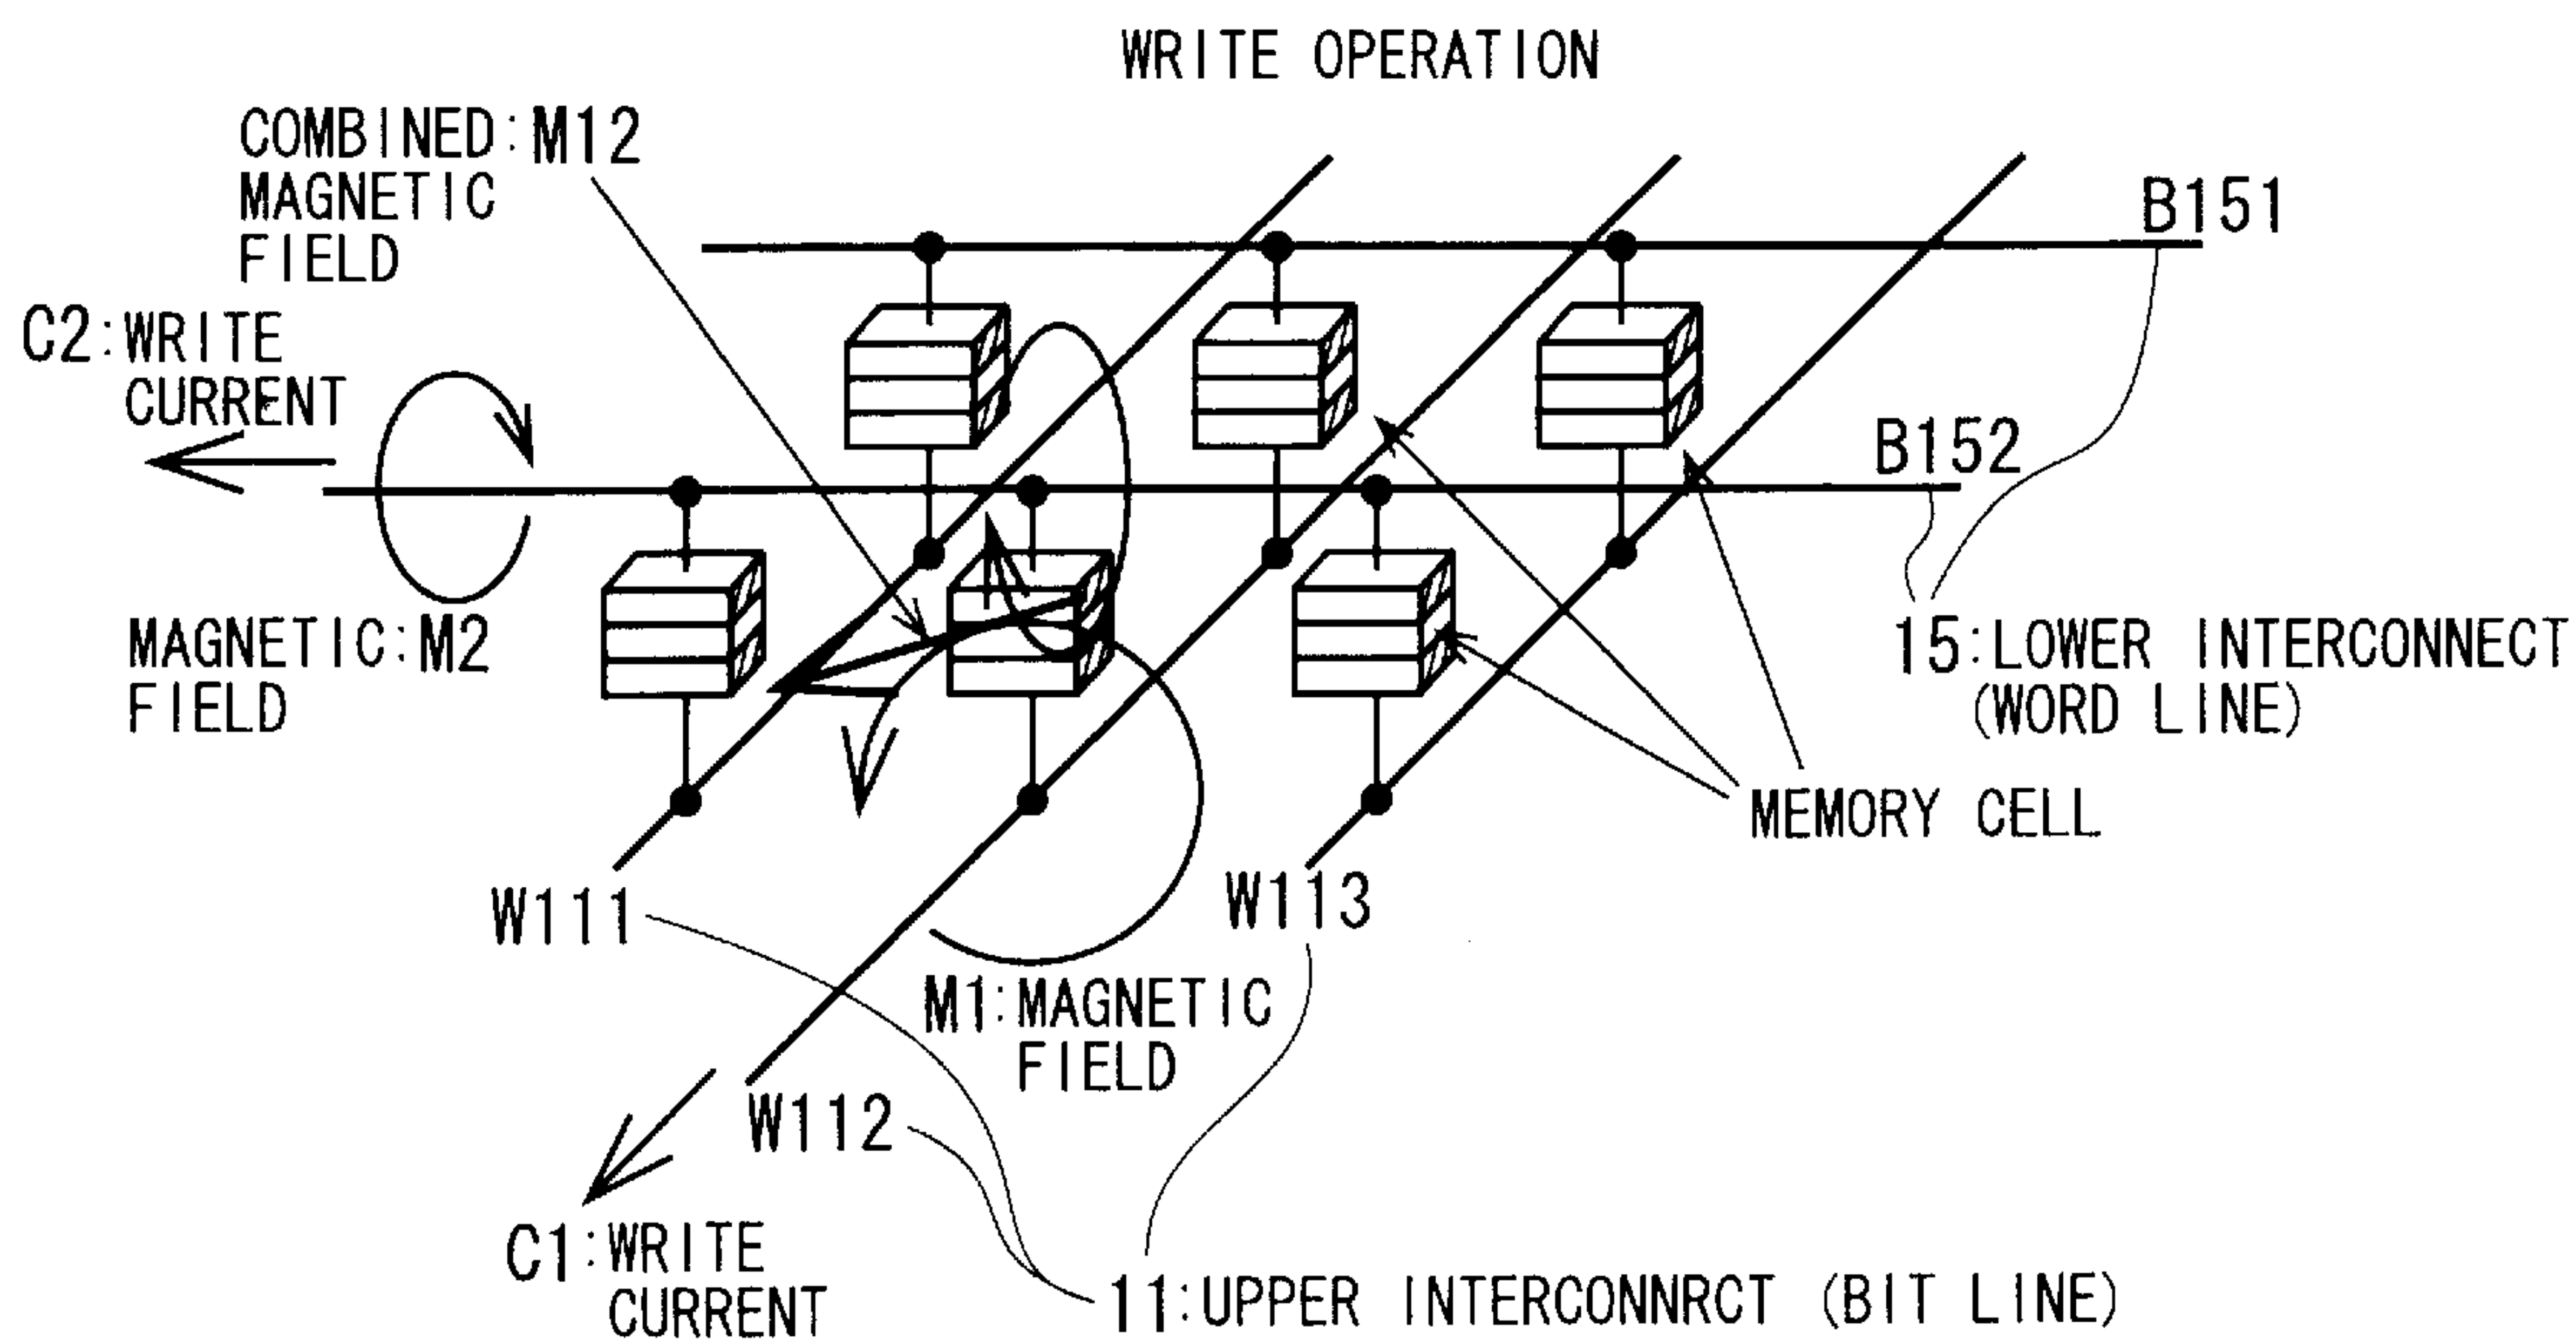 WRITE OPERATION
COMBINED:M12
MAGNETIC
FIELD
B151
C2:WRITE
CURRENT
B152
MAGNETIC:M2
FIELD
15:LOWER INTERCONNECT
(WORD LINE)
MEMORY CELL
W111
W113
M1:MAGNETIC
FIELD
W112
C1:WRITE
CURRENT
11:UPPER INTERCONNRCT (BIT LINE)